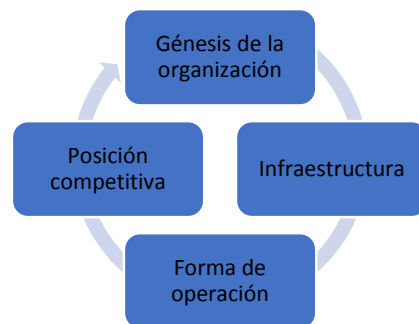 Génesis de la
organización
Infraestructura
Forma de
operación
Posición
competitiva